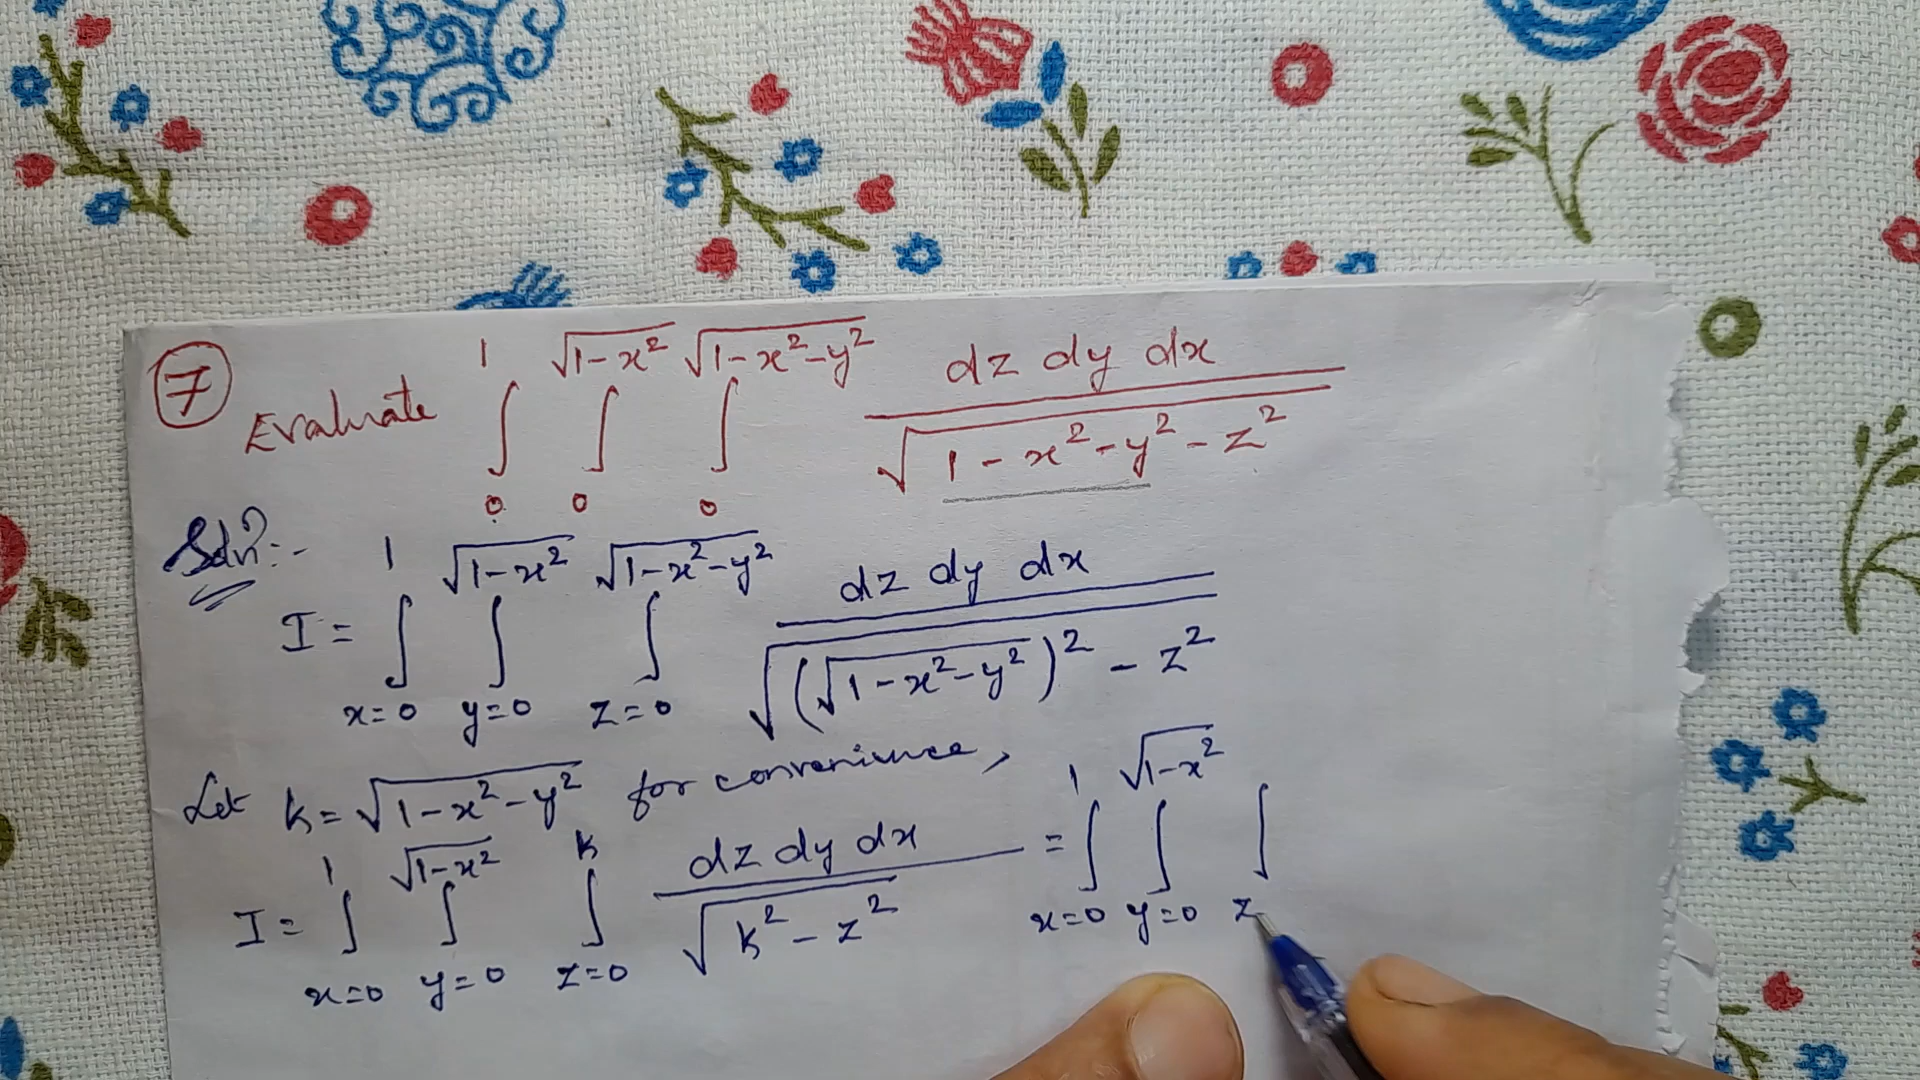 ⑦ Evaluate ∫₀¹ ∫₀^√(1-x²) ∫₀^√(1-x²-y²) dz dy dx / √(1-x²-y²-z²)
Soln:-
I = ∫_{x=0}^{1} ∫_{y=0}^{√(1-x²)} ∫_{z=0}^{√(1-x²-y²)} dz dy dx / √((√(1-x²-y²))² - z²)
Let k = √(1-x²-y²) for convenience,
I = ∫_{x=0}^{1} ∫_{y=0}^{√(1-x²)} ∫_{z=0}^{k} dz dy dx / √(k² - z²) = ∫_{x=0}^{1} ∫_{y=0}^{√(1-x²)} ∫_{z